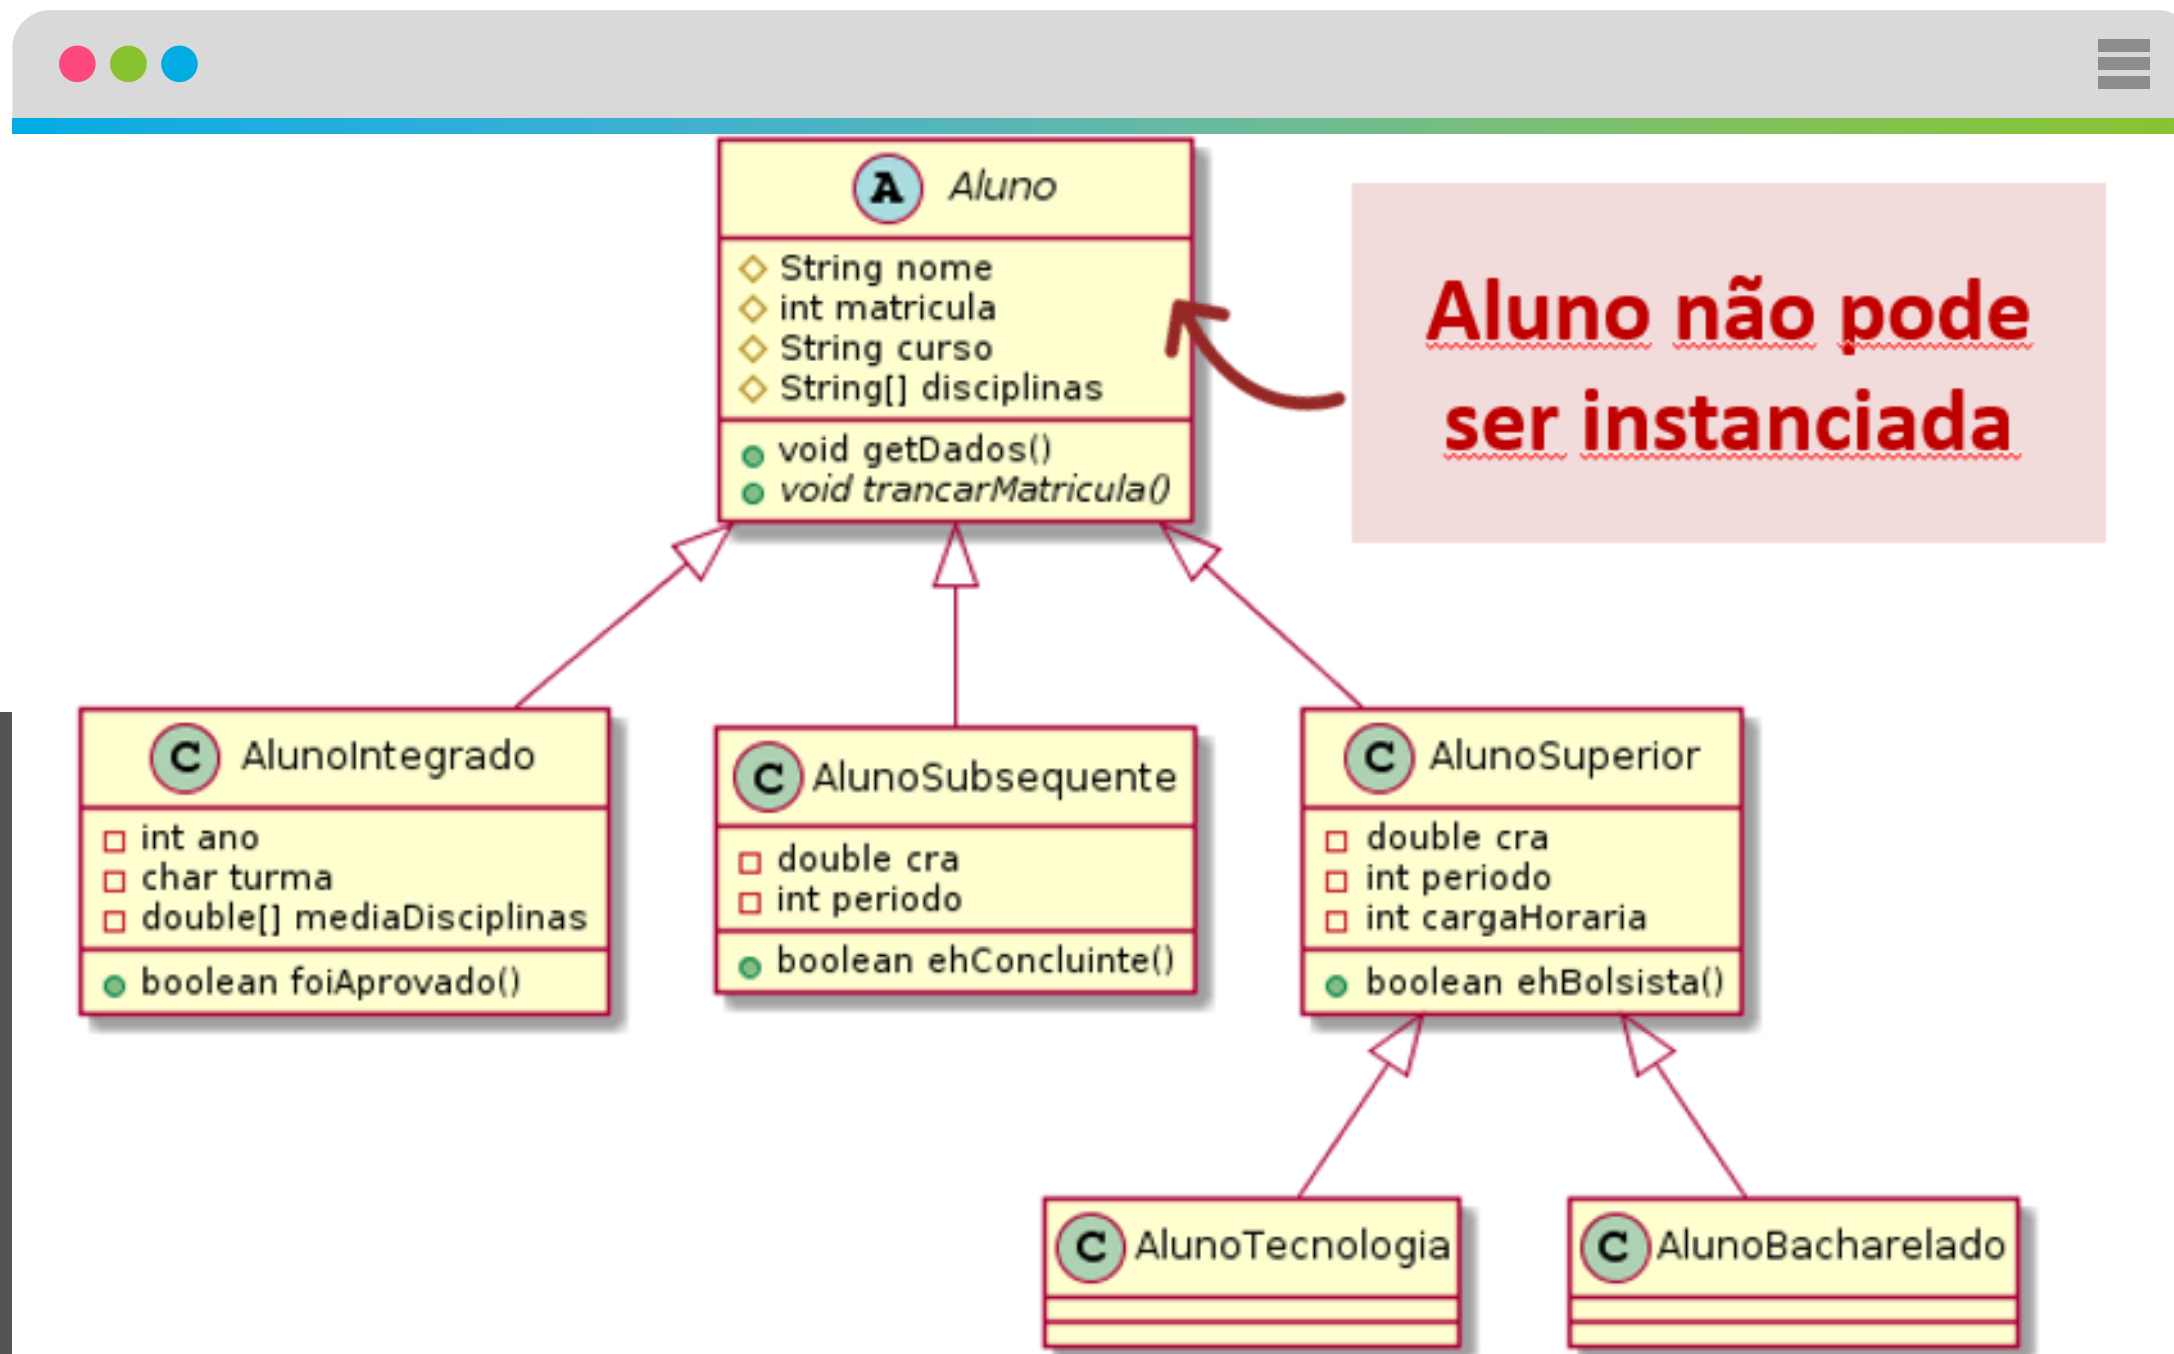 A Aluno
String nome
int matricula
String curso
String[] disciplinas
void getDados()
void trancarMatricula()
Aluno não pode
ser instanciada
C AlunoIntegrado
int ano
char turma
double[] mediaDisciplinas
boolean foiAprovado()
C AlunoSubsequente
double cra
int periodo
boolean ehConcluinte()
C AlunoSuperior
double cra
int periodo
int cargaHoraria
boolean ehBolsista()
C AlunoTecnologia
C AlunoBacharelado